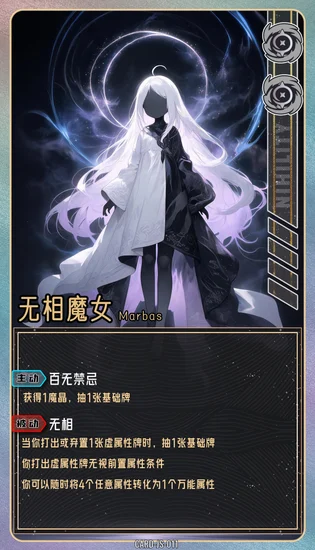 NIHILITY
无相魔女 Marbas
主动 百无禁忌
获得1魔晶，抽1张基础牌
被动 无相
当你打出或弃置1张虚属性牌时，抽1张基础牌
你打出虚属性牌无视前置属性条件
你可以随时将4个任意属性转化为1个万能属性